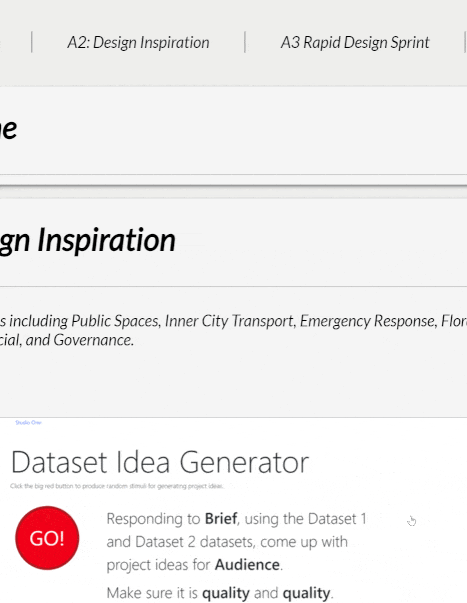 A2: Design Inspiration | A3 Rapid Design Sprint
gn Inspiration
s including Public Spaces, Inner City Transport, Emergency Response, Flor
cial, and Governance.
Studio One
Dataset Idea Generator
Click the big red button to produce random stimuli for generating project ideas.
GO!
Responding to Brief, using the Dataset 1
and Dataset 2 datasets, come up with
project ideas for Audience.
Make sure it is quality and quality.